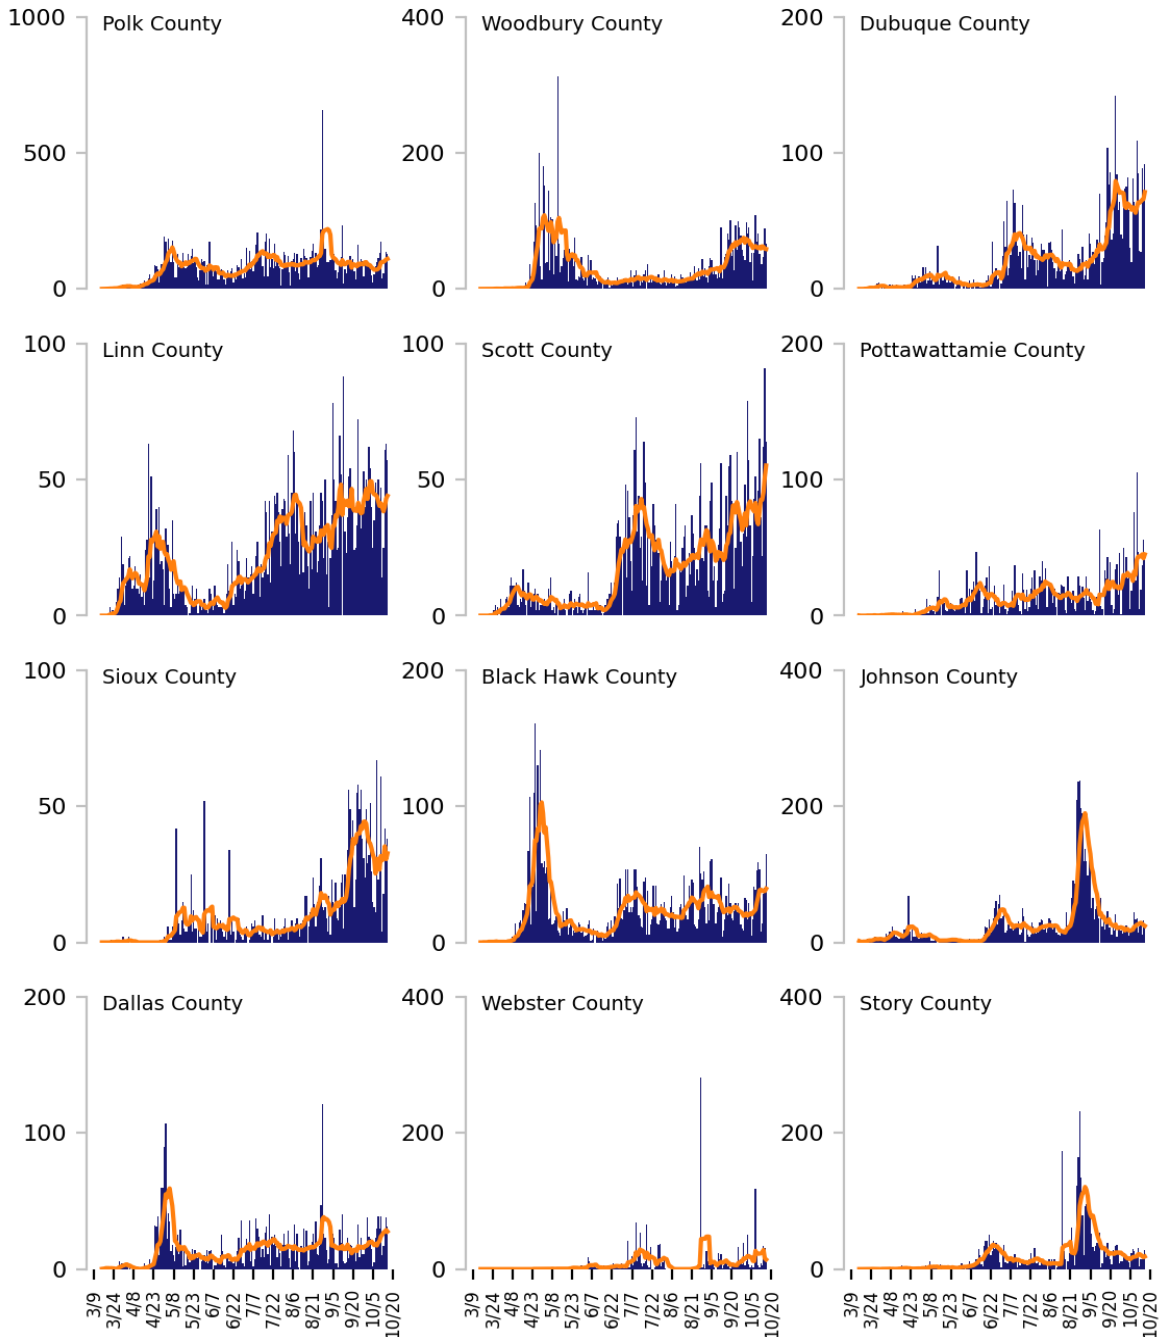 1000 Polk County 400 Woodbury County 200 Dubuque County
500 200 100
0 0 0
100 Linn County 100 Scott County 200 Pottawattamie County
50 50 100
0 0 0
100 Sioux County 200 Black Hawk County 400 Johnson County
50 100 200
0 0 0
200 Dallas County 400 Webster County 400 Story County
100 200 200
0 0 0
3/9 3/24 4/8 4/23 5/8 5/23 6/7 6/22 7/7 7/22 8/6 8/21 9/5 9/20 10/5 10/20 3/9 3/24 4/8 4/23 5/8 5/23 6/7 6/22 7/7 7/22 8/6 8/21 9/5 9/20 10/5 10/20 3/9 3/24 4/8 4/23 5/8 5/23 6/7 6/22 7/7 7/22 8/6 8/21 9/5 9/20 10/5 10/20